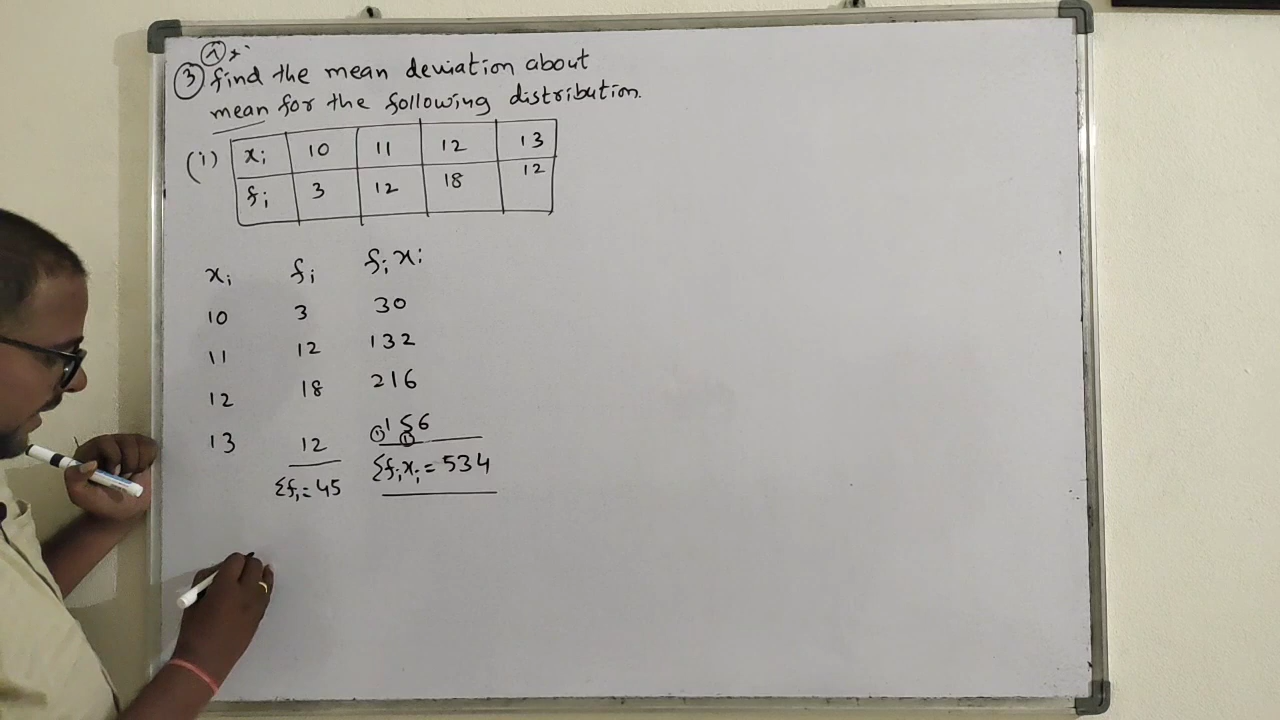 x̄
③ find the mean deviation about
mean for the following distribution.
(i) xi 10 11 12 13
fi 3 12 18 12
xi fi fixi
10 3 30
11 12 132
12 18 216
13 12 156
① ①
Σfi = 45 Σfixi = 534